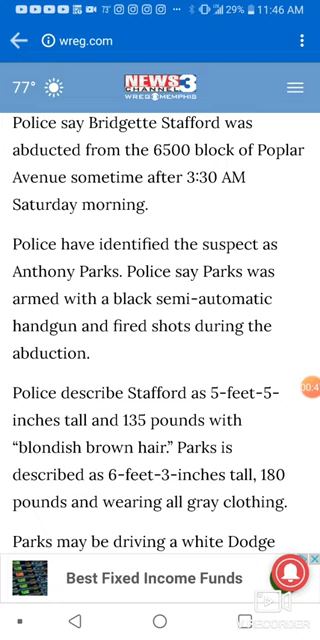 73° 29% 11:46 AM
wreg.com
77° NEWS CHANNEL 3
WREG MEMPHIS
Police say Bridgette Stafford was
abducted from the 6500 block of Poplar
Avenue sometime after 3:30 AM
Saturday morning.
Police have identified the suspect as
Anthony Parks. Police say Parks was
armed with a black semi-automatic
handgun and fired shots during the
abduction.
Police describe Stafford as 5-feet-5-
inches tall and 135 pounds with
“blondish brown hair.” Parks is
described as 6-feet-3-inches tall, 180
pounds and wearing all gray clothing.
Parks may be driving a white Dodge
Best Fixed Income Funds